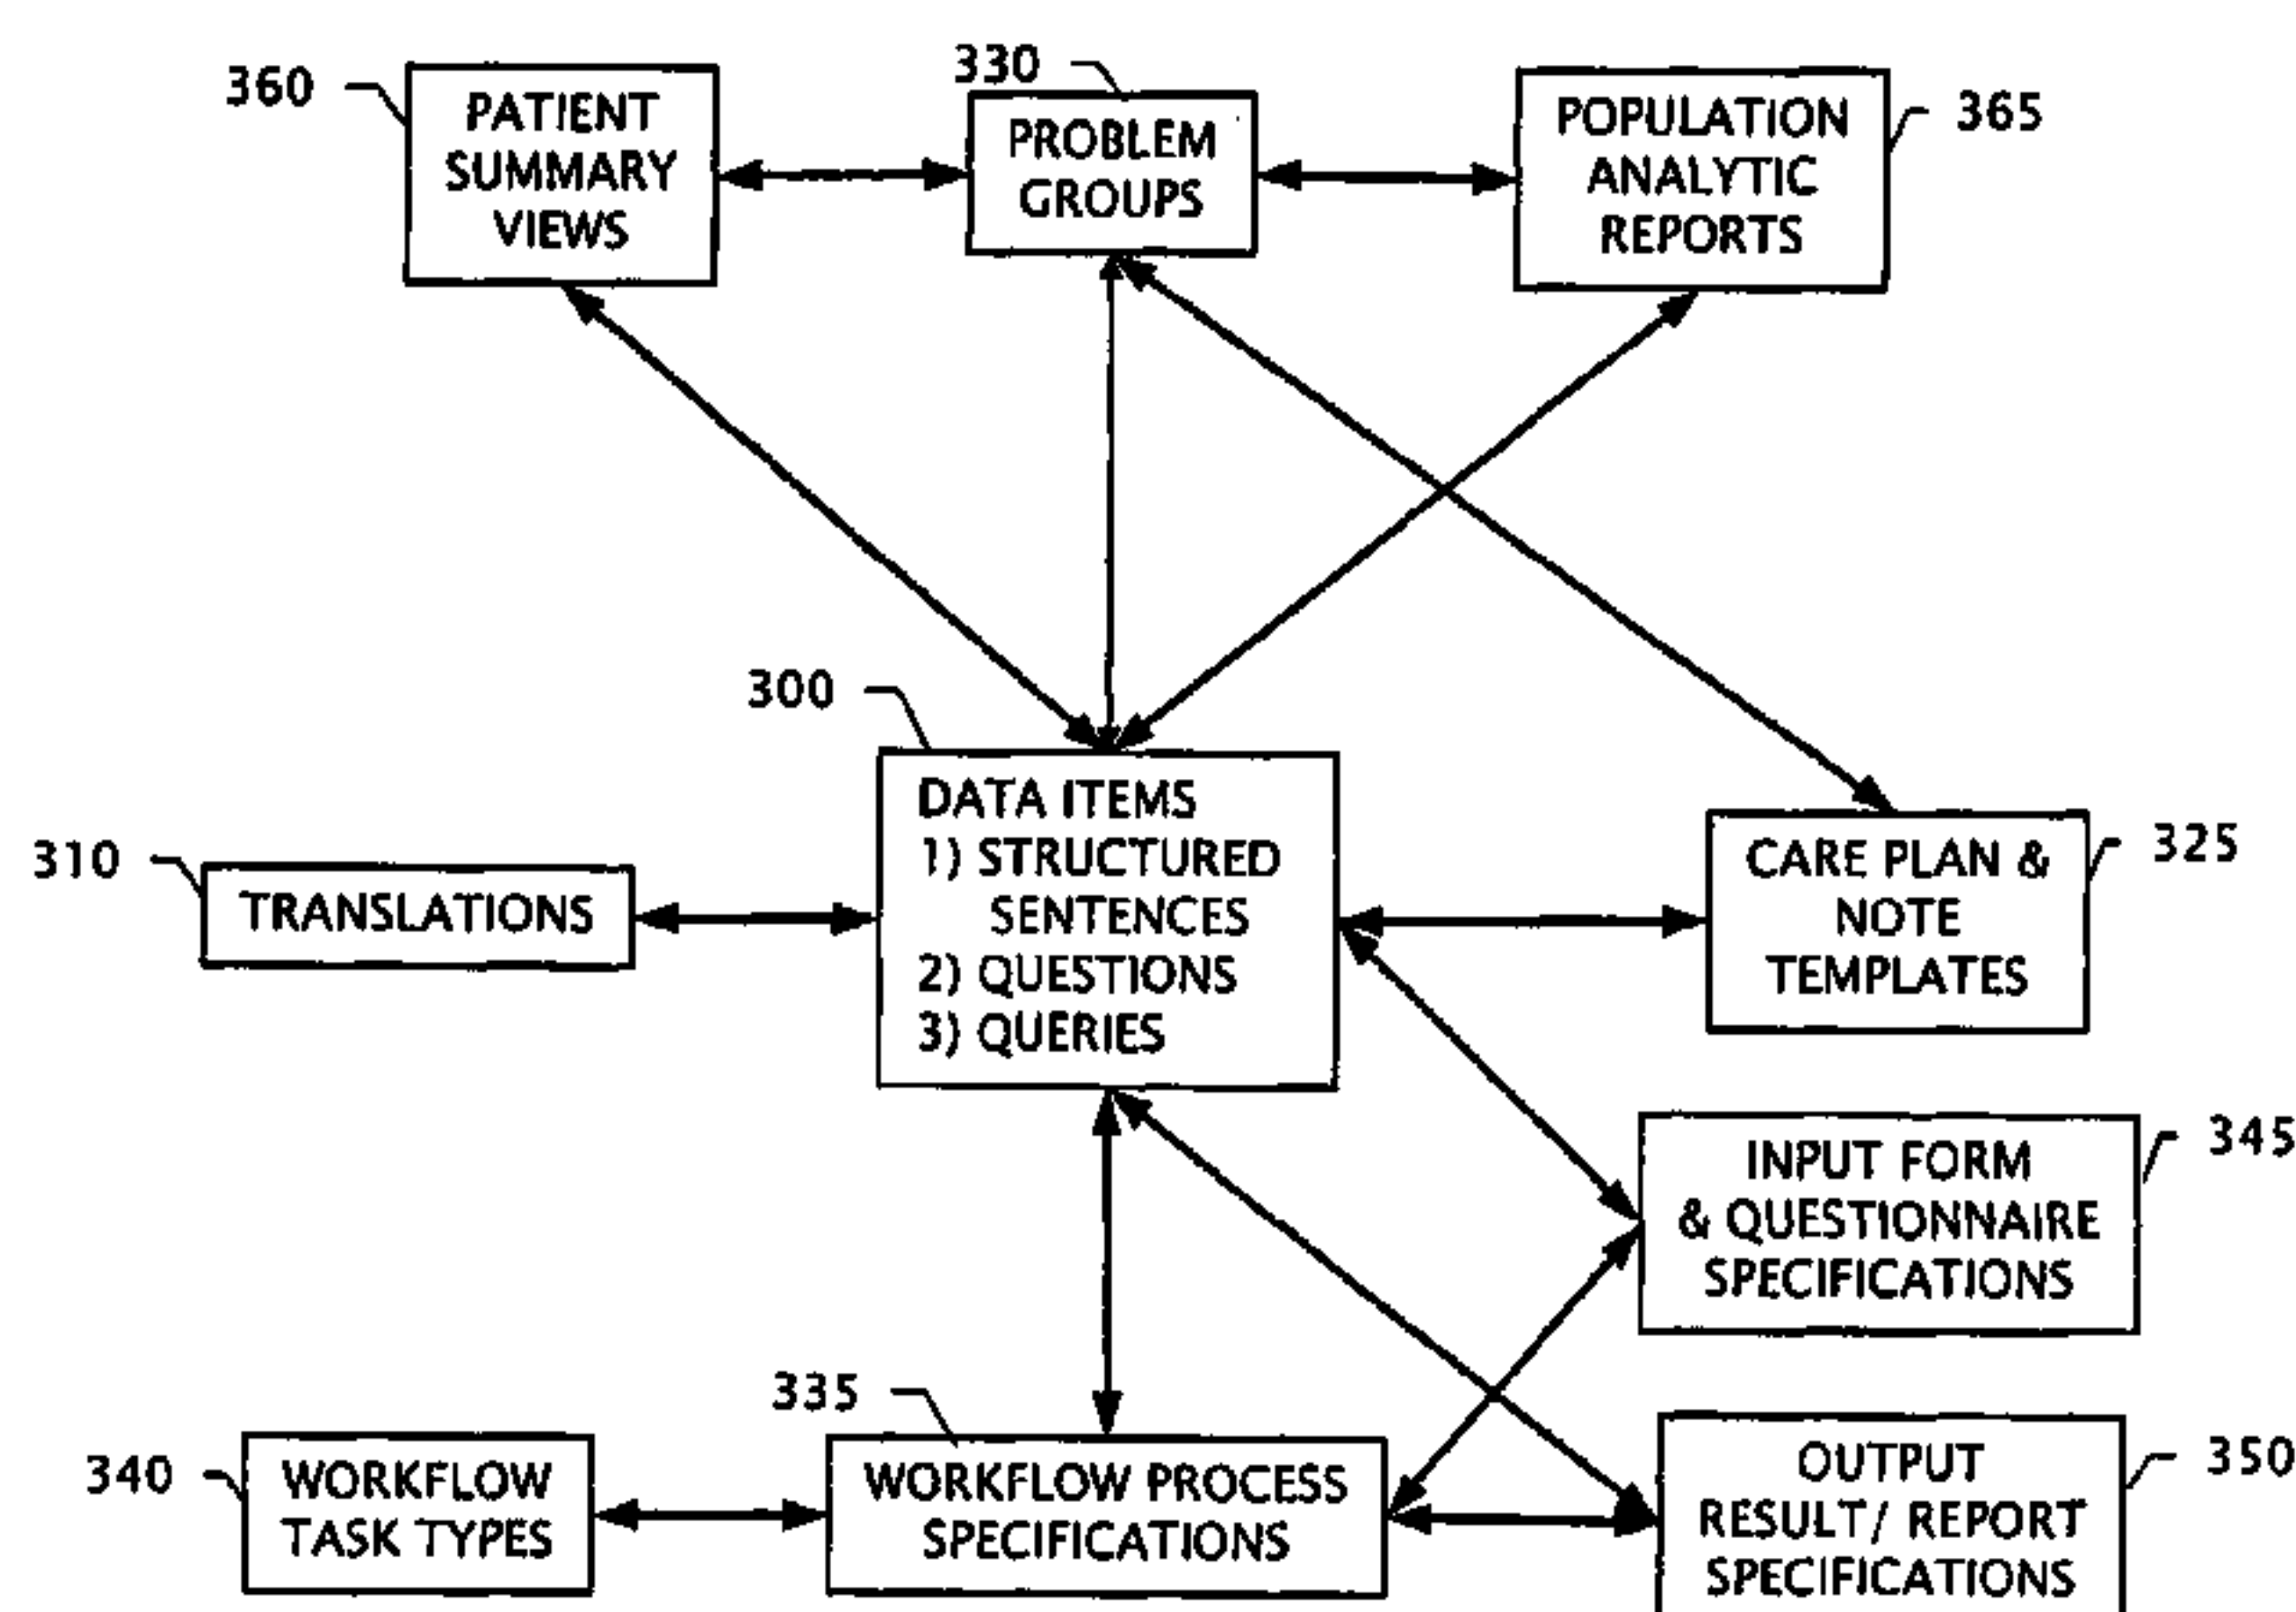 360
PATIENT
SUMMARY
VIEWS
330
PROBLEM
GROUPS
POPULATION
ANALYTIC
REPORTS
365
300
DATA ITEMS
1) STRUCTURED
SENTENCES
2) QUESTIONS
3) QUERIES
310
TRANSLATIONS
CARE PLAN &
NOTE
TEMPLATES
325
INPUT FORM
& QUESTIONNAIRE
SPECIFICATIONS
345
340
WORKFLOW
TASK TYPES
335
WORKFLOW PROCESS
SPECIFICATIONS
OUTPUT
RESULT/ REPORT
SPECIFICATIONS
350